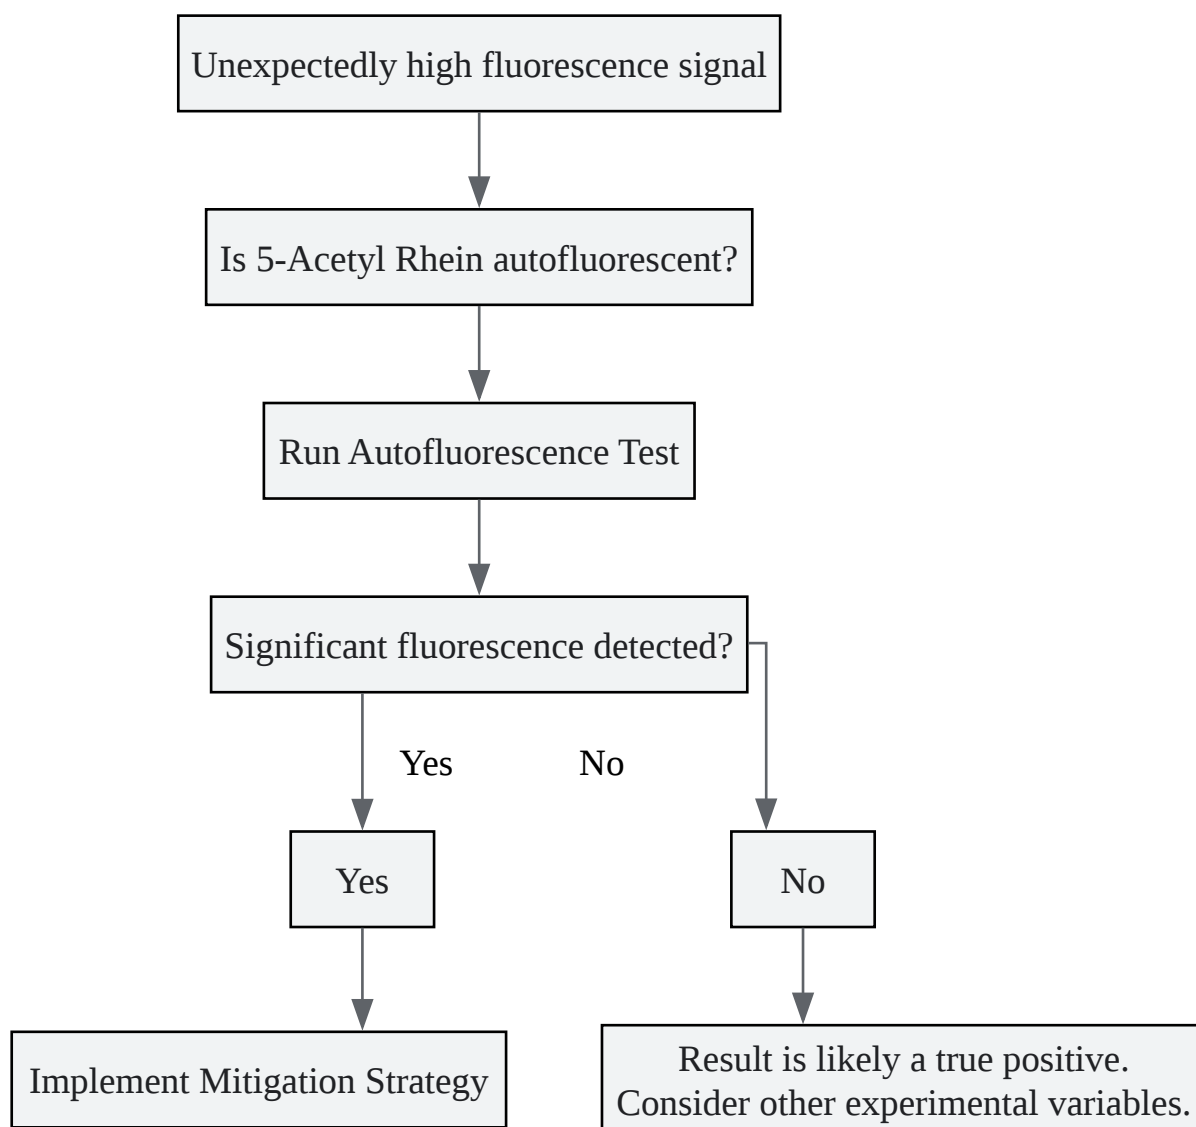 Unexpectedly high fluorescence signal
Is 5-Acetyl Rhein autofluorescent?
Run Autofluorescence Test
Significant fluorescence detected?
Yes
No
Yes
No
Implement Mitigation Strategy
Result is likely a true positive.
Consider other experimental variables.